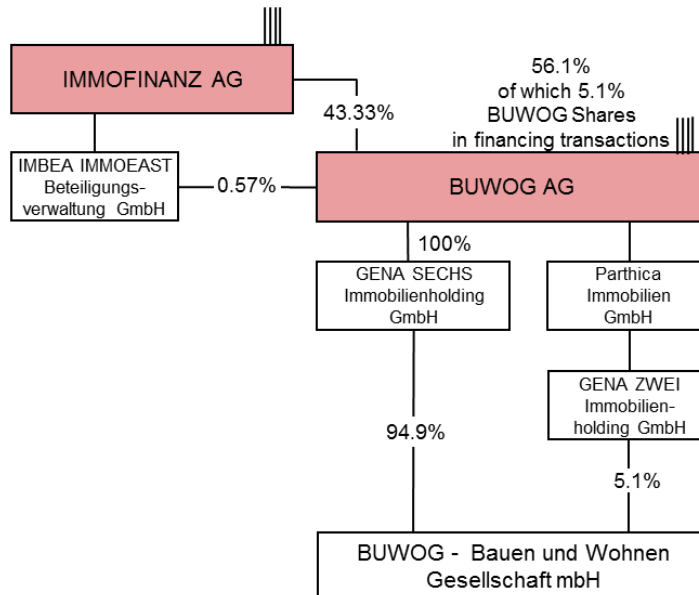 IMMOFINANZ AG
43.33%
56.1%
of which 5.1%
BUWOG Shares
in financing transactions
IMBEA IMMOEAST
Beteiligungs-
verwaltung GmbH
0.57%
BUWOG AG
100%
GENA SECHS
Immobilienholding
GmbH
Parthica
Immobilien
GmbH
GENA ZWEI
Immobilien-
holding GmbH
94.9%
5.1%
BUWOG - Bauen und Wohnen
Gesellschaft mbH